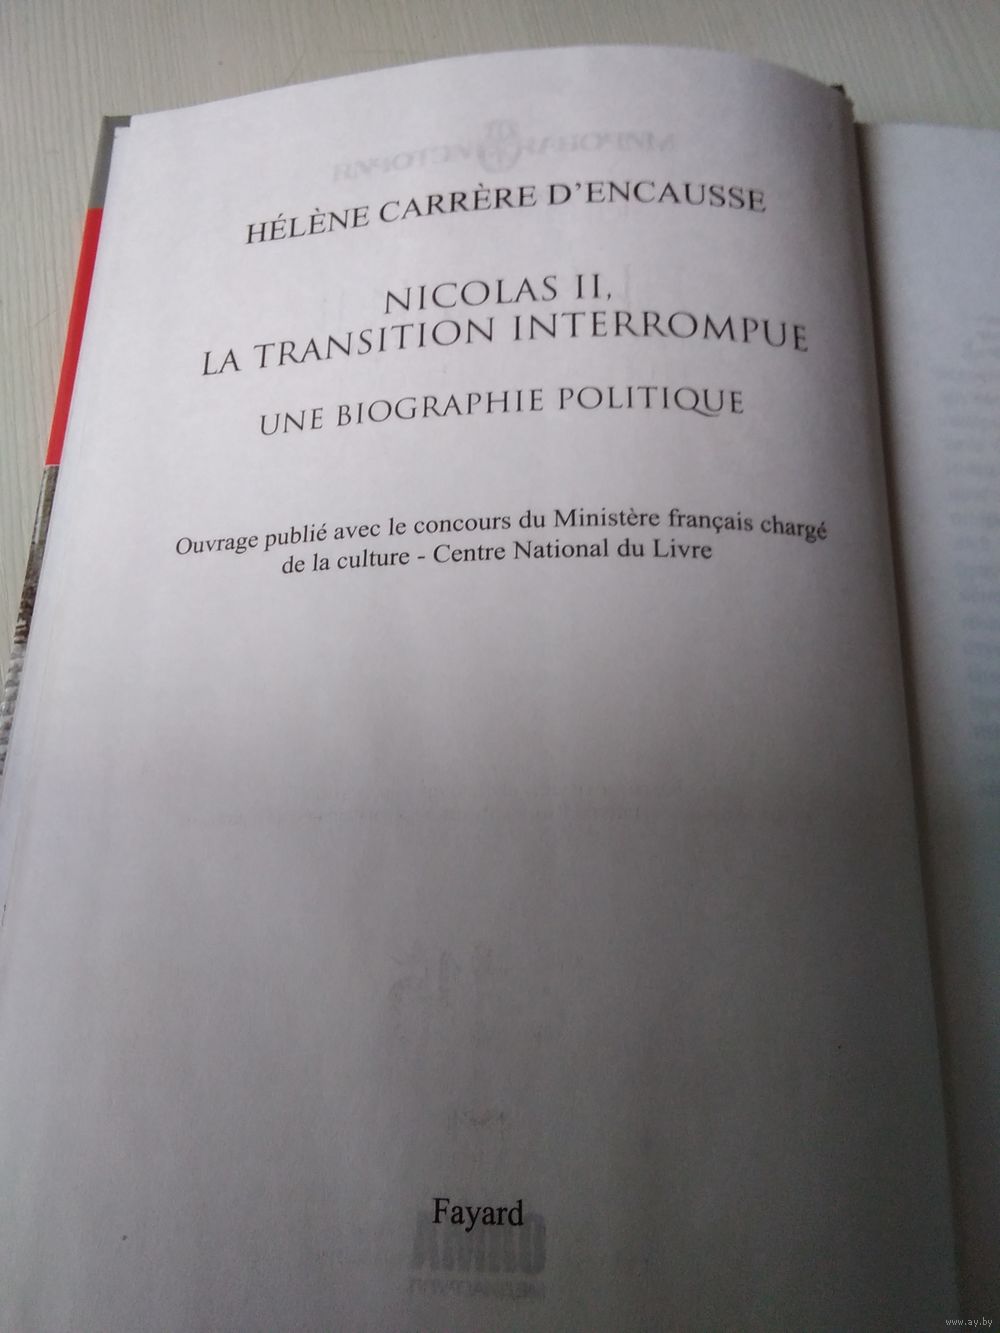 HÉLÈNE CARRÈRE D'ENCAUSSE
NICOLAS II,
LA TRANSITION INTERROMPUE
UNE BIOGRAPHIE POLITIQUE
Ouvrage publié avec le concours du Ministère français chargé
de la culture - Centre National du Livre
Fayard
www.ay.by